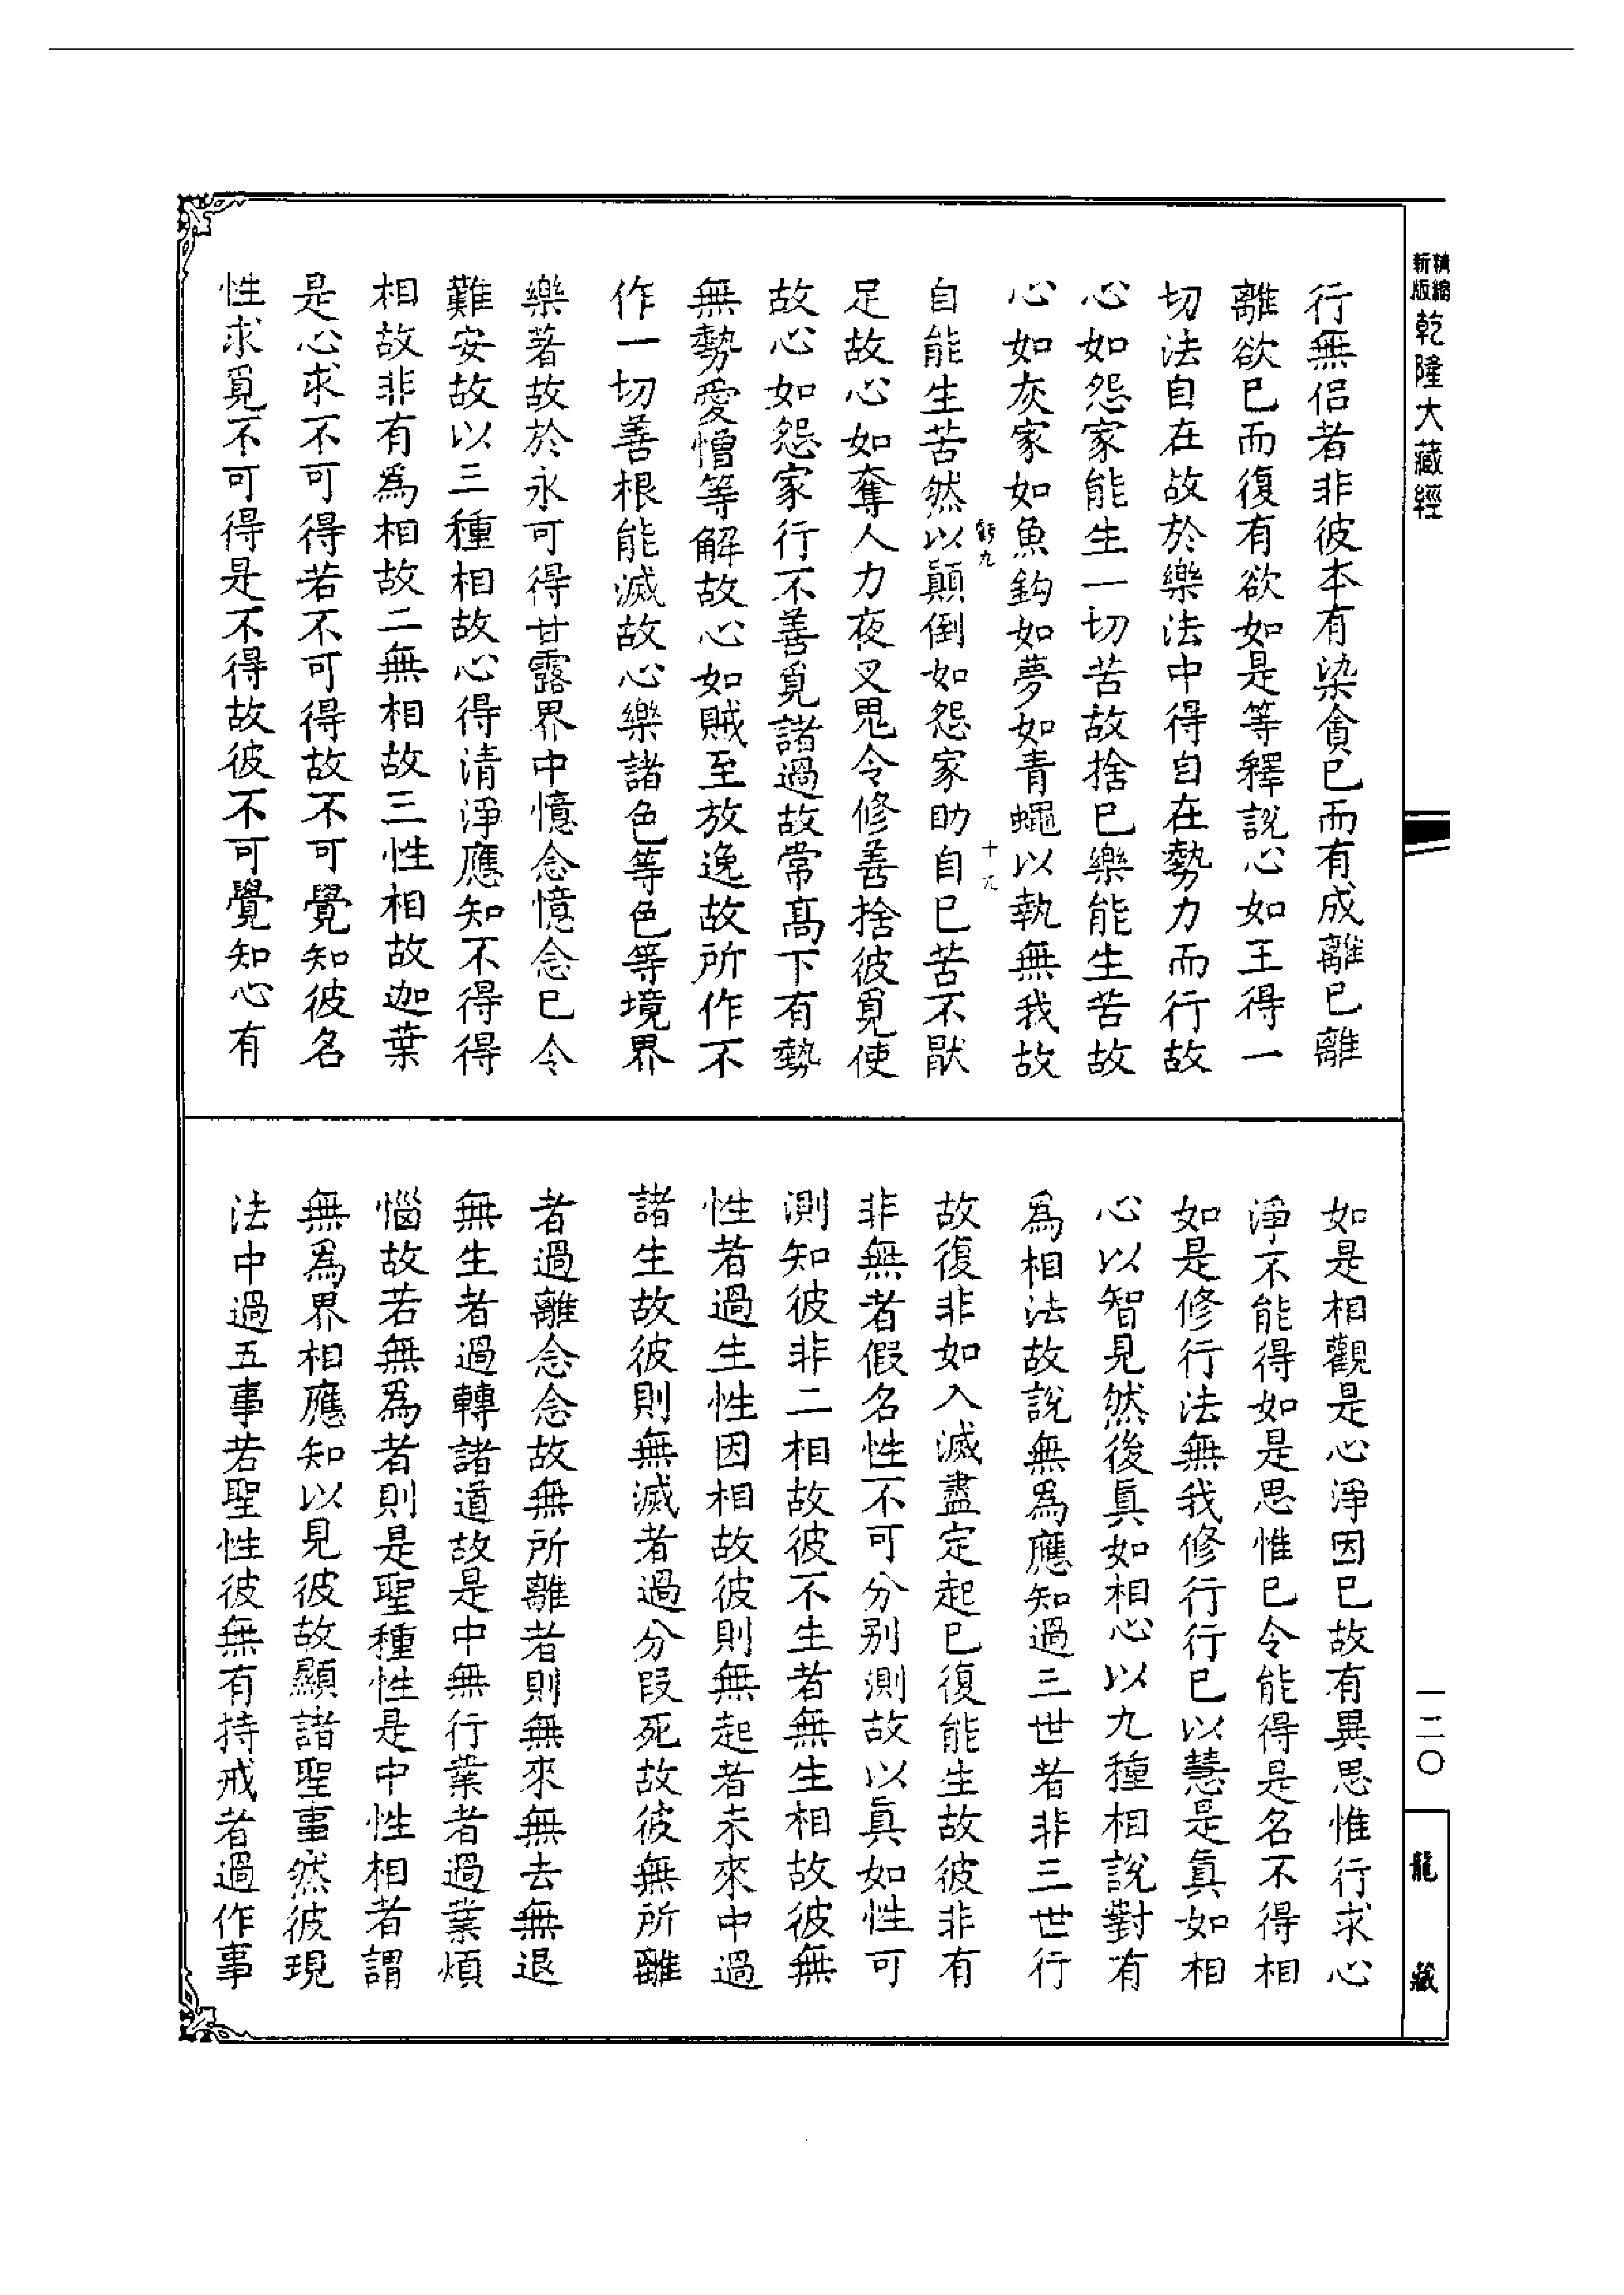 精縮
新版
乾隆大藏經
行無侶者非彼本有染貪已而有成離已離
離欲已而復有欲如是等釋說心如王得一
切法自在故於樂法中得自在勢力而行故
心如怨家能生一切苦故捨已樂能生苦故
心如灰家如魚鈎如夢如青蠅以執無我故
十九
自能生苦然以顛倒如怨家助自已苦不猒
足故心如奪人力夜叉鬼令修善捨彼覓使
故心如怨家行不善覓諸過故常髙下有勢
無勢愛憎等解故心如賊至放逸故所作不
作一切善根能滅故心樂諸色等色等境界
樂著故於永可得甘露界中憶念憶念已令
難安故以三種相故心得清淨應知不得得
相故非有爲相故二無相故三性相故迦葉
是心求不可得若不可得故不可覺知彼名
性求覓不可得是不得故彼不可覺知心有
如是相觀是心淨因已故有異思惟行求心
淨不能得如是思惟已令能得是名不得相
如是修行法無我修行行已以慧是真如相
心以智見然後真如相心以九種相說對有
爲相法故說無爲應知過三世者非三世行
故復非如入滅盡定起已復能生故彼非有
非無者假名性不可分别測故以真如性可
測知彼非二相故彼不生者無生相故彼無
性者過生性因相故彼則無起者未來中過
諸生故彼則無滅者過分段死故彼無所離
者過離念念故無所離者則無來無去無退
無生者過轉諸道故是中無行業者過業煩
惱故若無爲者則是聖種性是中性相者謂
無爲界相應知以見彼故顯諸聖事然彼現
法中過五事若聖性彼無有持戒者過作事
一二〇
龍藏